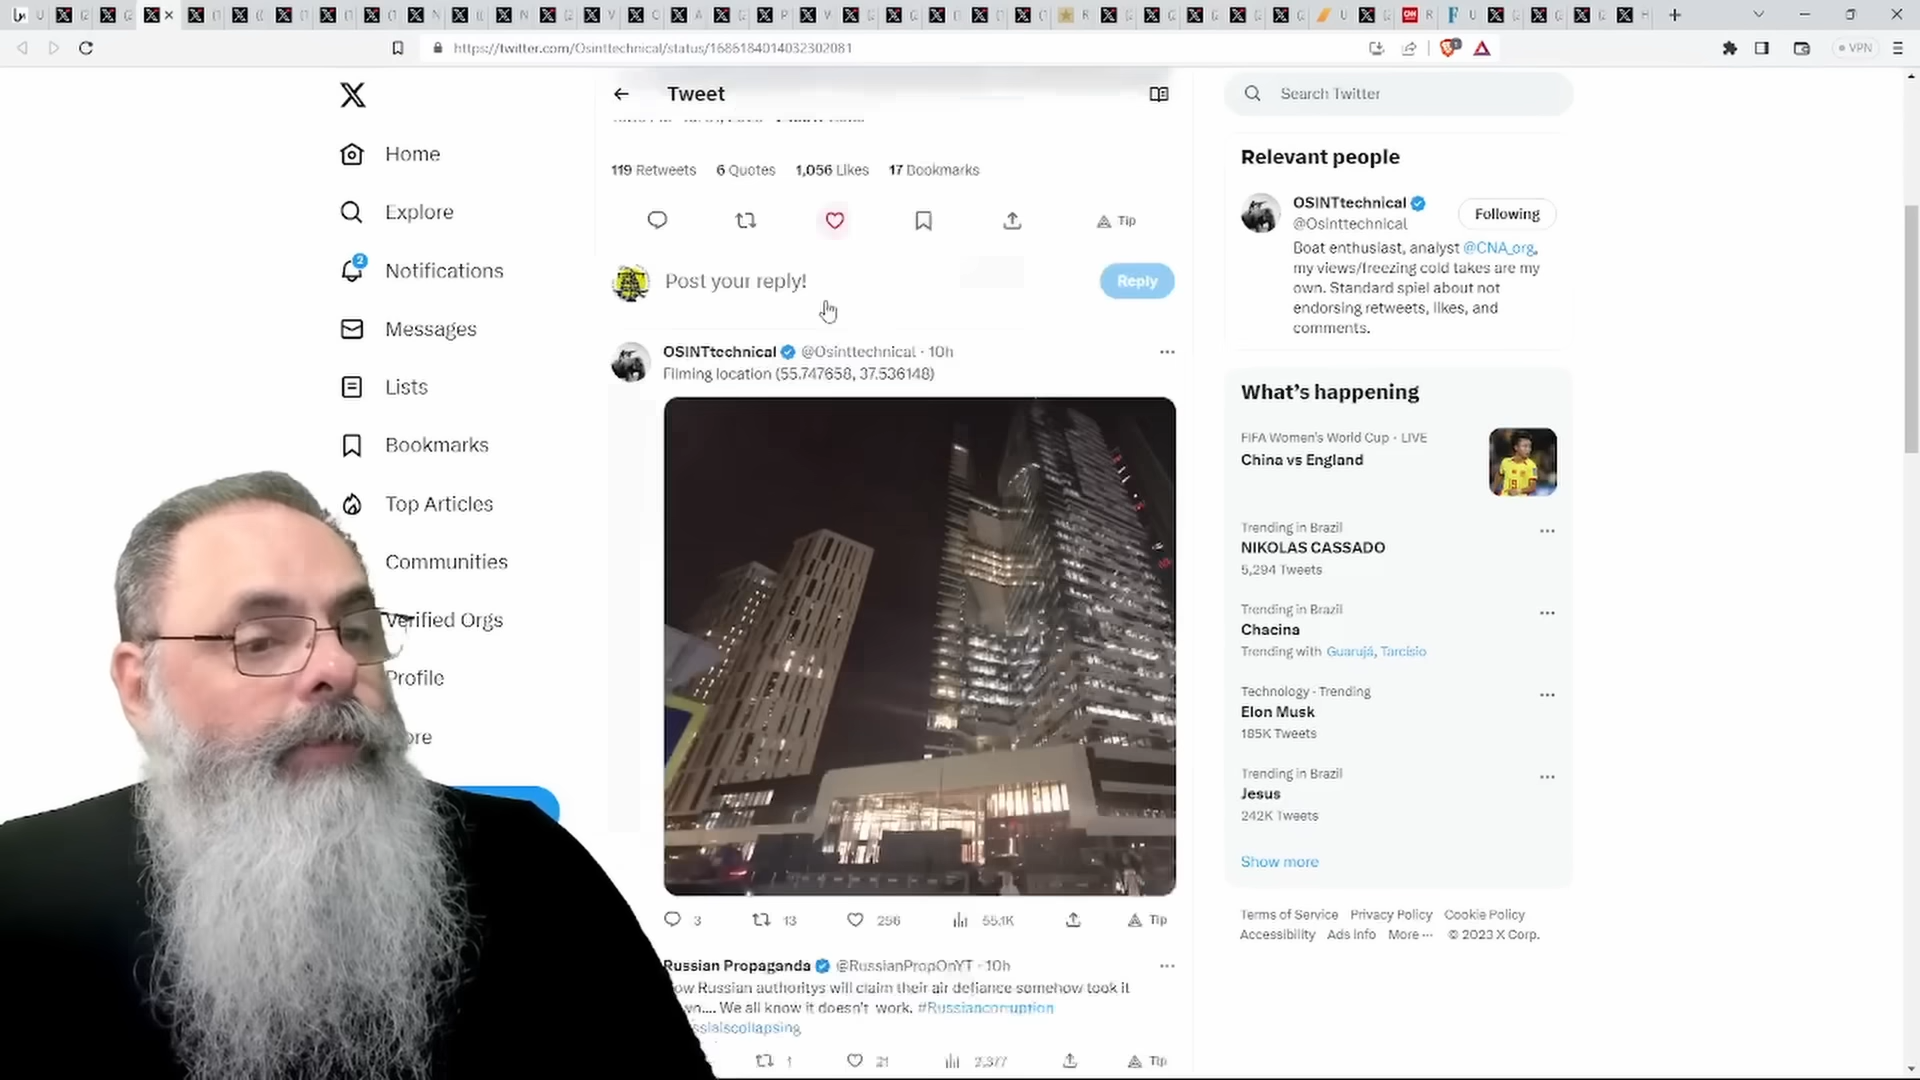 https://twitter.com/Osinttechnical/status/1686184014032302081
VPN
Home
Explore
2
Notifications
Messages
Lists
Bookmarks
Top Articles
Communities
Verified Orgs
Profile
Tweet
119 Retweets 6 Quotes 1,056 Likes 17 Bookmarks
Tip
Post your reply!
Reply
OSINTtechnical @Osinttechnical · 10h
Filming location (55.747658, 37.536148)
3 13 256 55.1K Tip
Russian Propaganda @RussianPropOnYT · 10h
ow Russian authoritys will claim their air defiance somehow took it
wn.... We all know it doesn't work. #Russiancorruption
ssiaIscollapsing
1 21 2,377 Tip
Search Twitter
Relevant people
OSINTtechnical
@Osinttechnical
Following
Boat enthusiast, analyst @CNA_org,
my views/freezing cold takes are my
own. Standard spiel about not
endorsing retweets, likes, and
comments.
What's happening
FIFA Women's World Cup · LIVE
China vs England
Trending in Brazil
NIKOLAS CASSADO
5,294 Tweets
Trending in Brazil
Chacina
Trending with Guarujá, Tarcísio
Technology · Trending
Elon Musk
185K Tweets
Trending in Brazil
Jesus
242K Tweets
Show more
Terms of Service Privacy Policy Cookie Policy
Accessibility Ads info More ··· © 2023 X Corp.